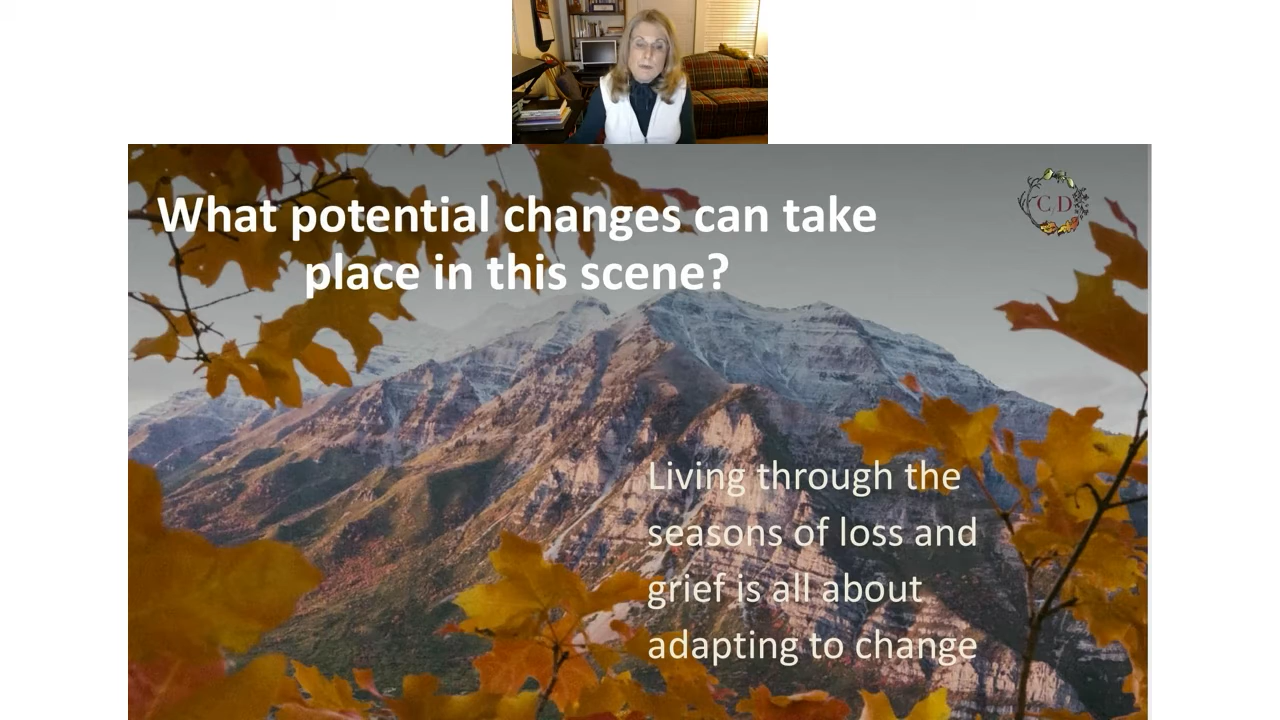 What potential changes can take
place in this scene?
C D
Living through the
seasons of loss and
grief is all about
adapting to change